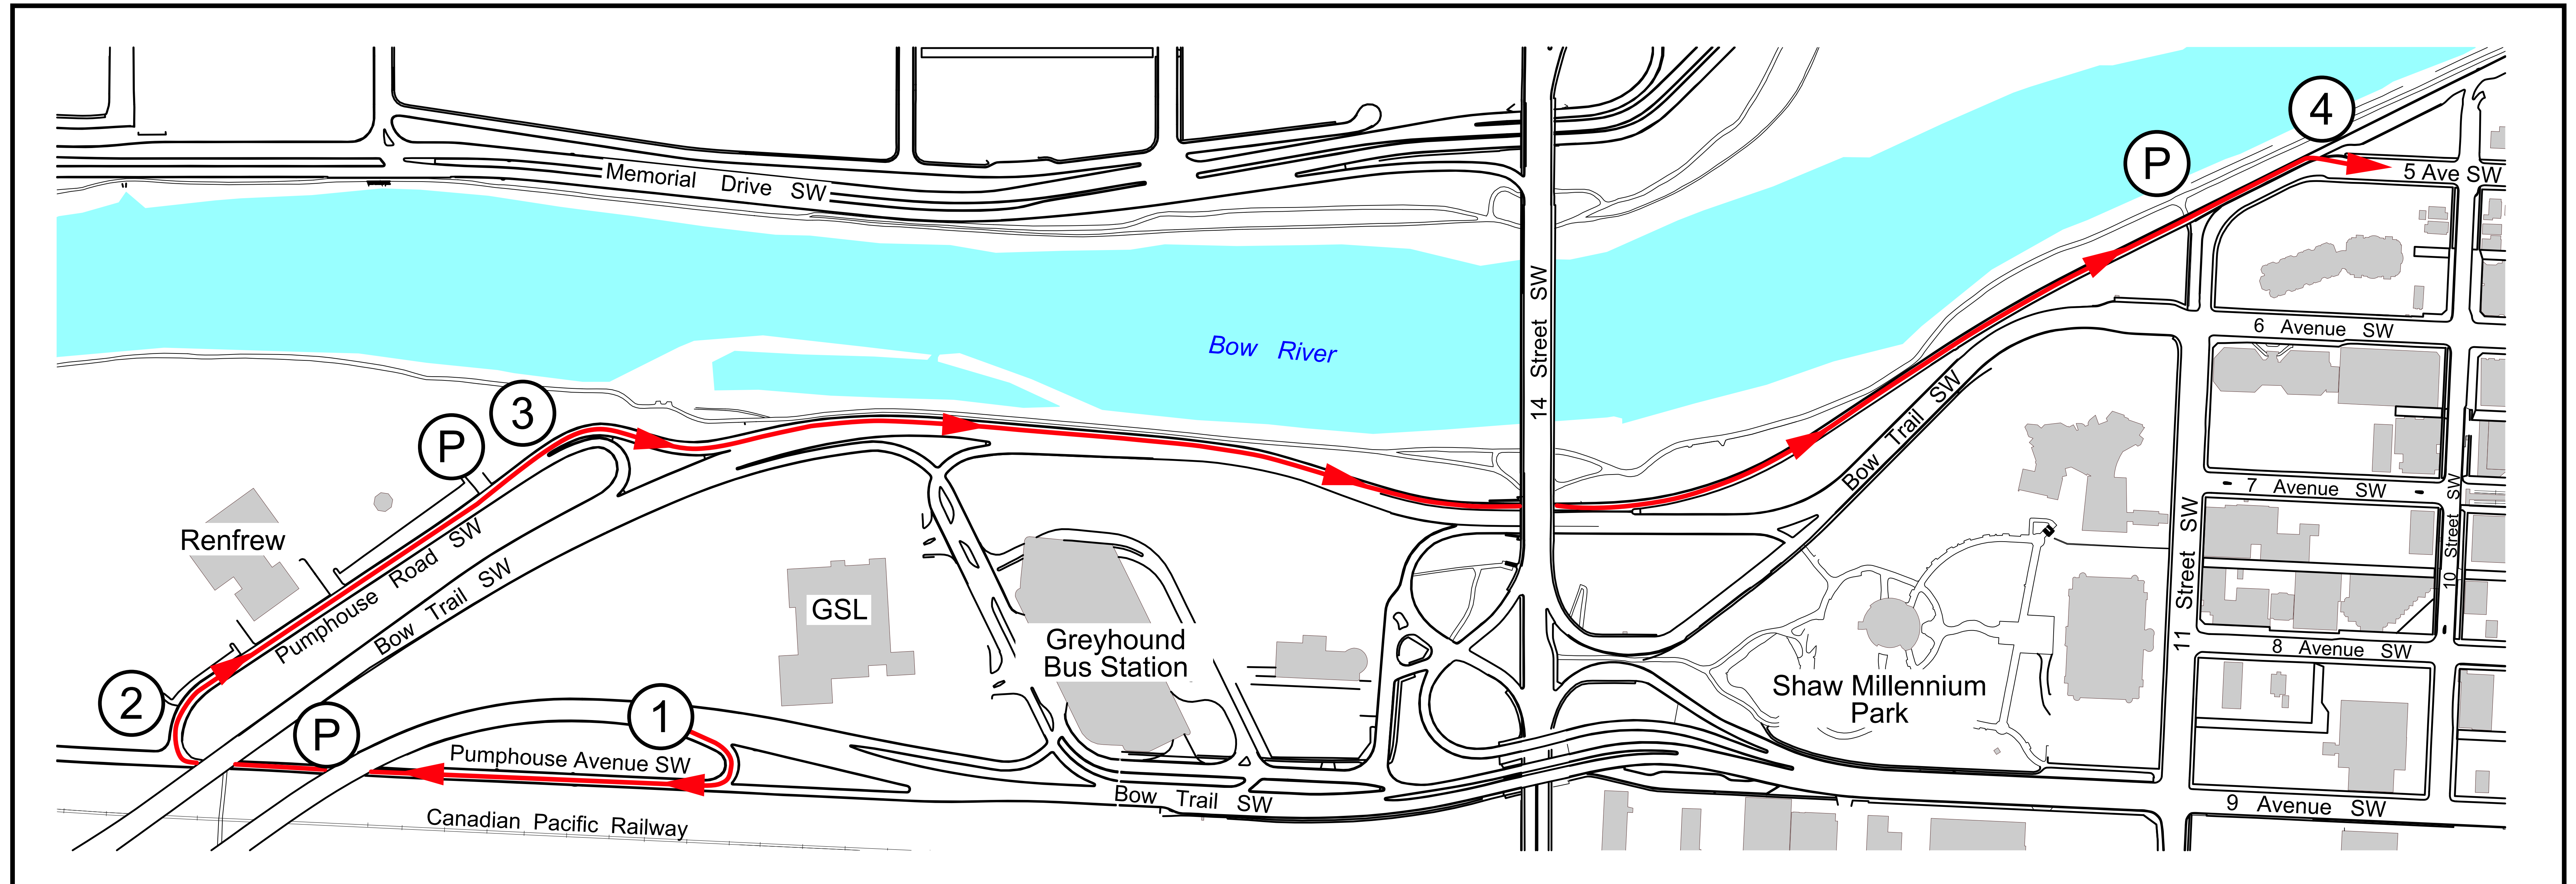 4
P
5 Ave SW
Memorial Drive SW
14 Street SW
6 Avenue SW
Bow River
3
P
Bow Trail SW
7 Avenue SW
10 Street SW
Renfrew
Pumphouse Road SW
Bow Trail SW
GSL
Greyhound
Bus Station
11 Street SW
8 Avenue SW
Shaw Millennium
Park
2
P
1
Pumphouse Avenue SW
Bow Trail SW
9 Avenue SW
Canadian Pacific Railway